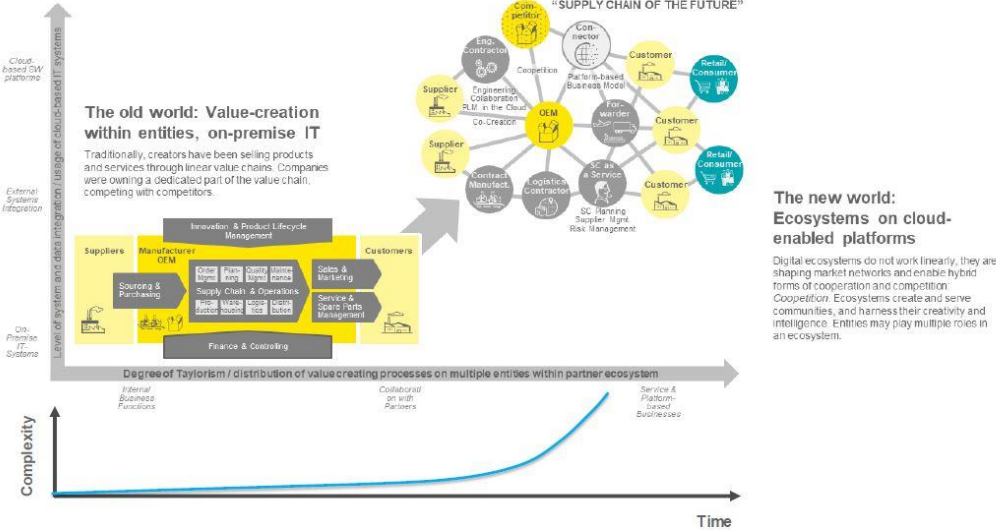 "SUPPLY CHAIN OF THE FUTURE"
Com-
petitor
Con-
nector
Eng.
Contractor
Customer
Retail/
Consumer
Coopetition
Platform-based
Business Model
Supplier
Engineering
Collaboration
PLM in the Cloud
Co-Creation
OEM
For-
warder
Customer
Supplier
Retail/
Consumer
Contract
Manufact.
Logistics
Contractor
SC as
a Service
Customer
SC Planning
Supplier Mgmt.
Risk Management
Level of system and data integration / usage of cloud-based IT systems
Cloud-
based SW
platforms
External
Systems
Integration
On-
Premise
IT-
Systems
The old world: Value-creation
within entities, on-premise IT
Traditionally, creators have been selling products
and services through linear value chains. Companies
were owning a dedicated part of the value chain,
competing with competitors.
Innovation & Product Lifecycle
Management
Suppliers
Manufacturer
OEM
Customers
Sourcing &
Purchasing
Order
Mgmt
Plan-
ning
Quality
Mgmt
Mainte-
nance
Supply Chain & Operations
Pro-
duction
Ware-
housing
Logis-
tics
Distri-
bution
Sales &
Marketing
Service &
Spare Parts
Management
Finance & Controlling
The new world:
Ecosystems on cloud-
enabled platforms
Digital ecosystems do not work linearly, they are
shaping market networks and enable hybrid
forms of cooperation and competition:
Coopetition. Ecosystems create and serve
communities, and harness their creativity and
intelligence. Entities may play multiple roles in
an ecosystem.
Degree of Taylorism / distribution of value creating processes on multiple entities within partner ecosystem
Internal
Business
Functions
Collaborati
on with
Partners
Service &
Platform-
based
Businesses
Complexity
Time